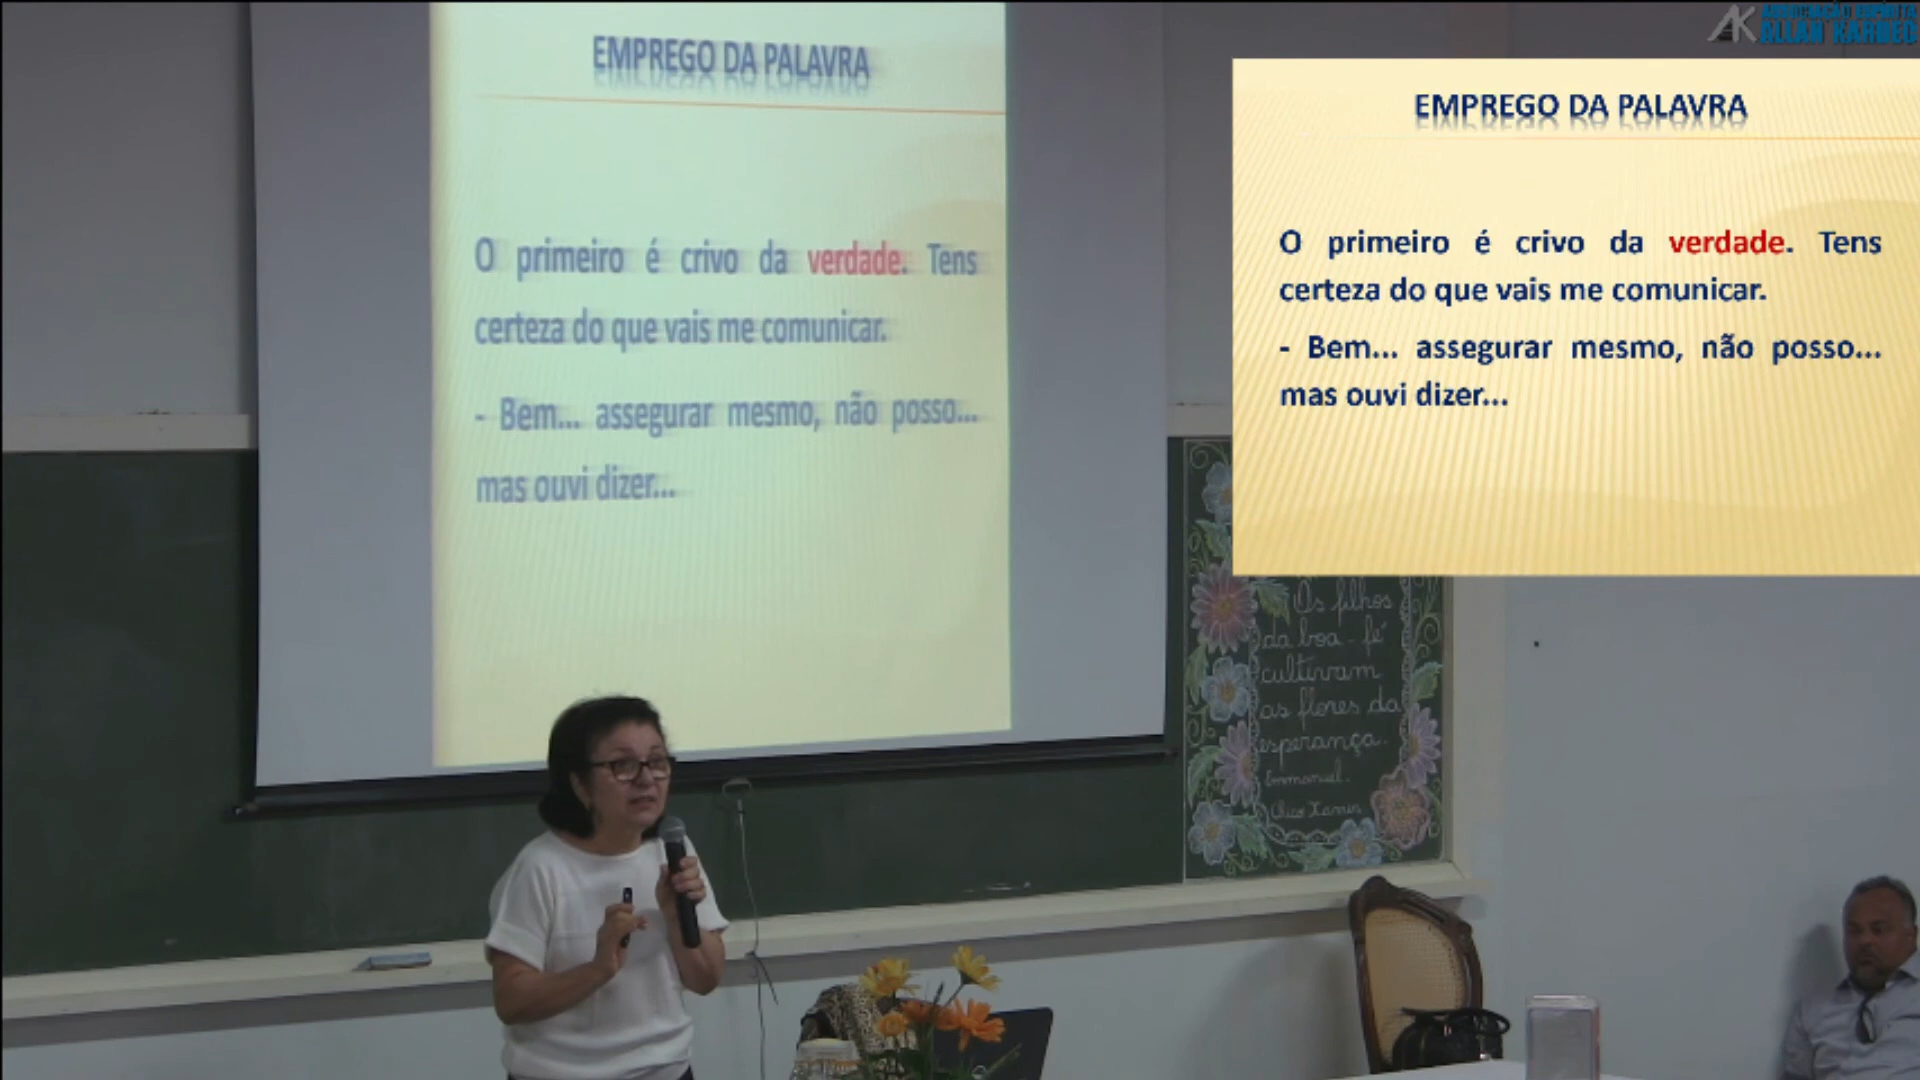 EMPREGO DA PALAVRA
O primeiro é crivo da verdade. Tens
certeza do que vais me comunicar.
- Bem... assegurar mesmo, não posso...
mas ouvi dizer...
AK ASSOCIAÇÃO ESPÍRITA
ALLAN KARDEC
EMPREGO DA PALAVRA
O primeiro é crivo da verdade. Tens
certeza do que vais me comunicar.
- Bem... assegurar mesmo, não posso...
mas ouvi dizer...
Os filhos
da boa-fé
cultivam
as flores da
esperança.
Emmanuel.
Chico Xavier